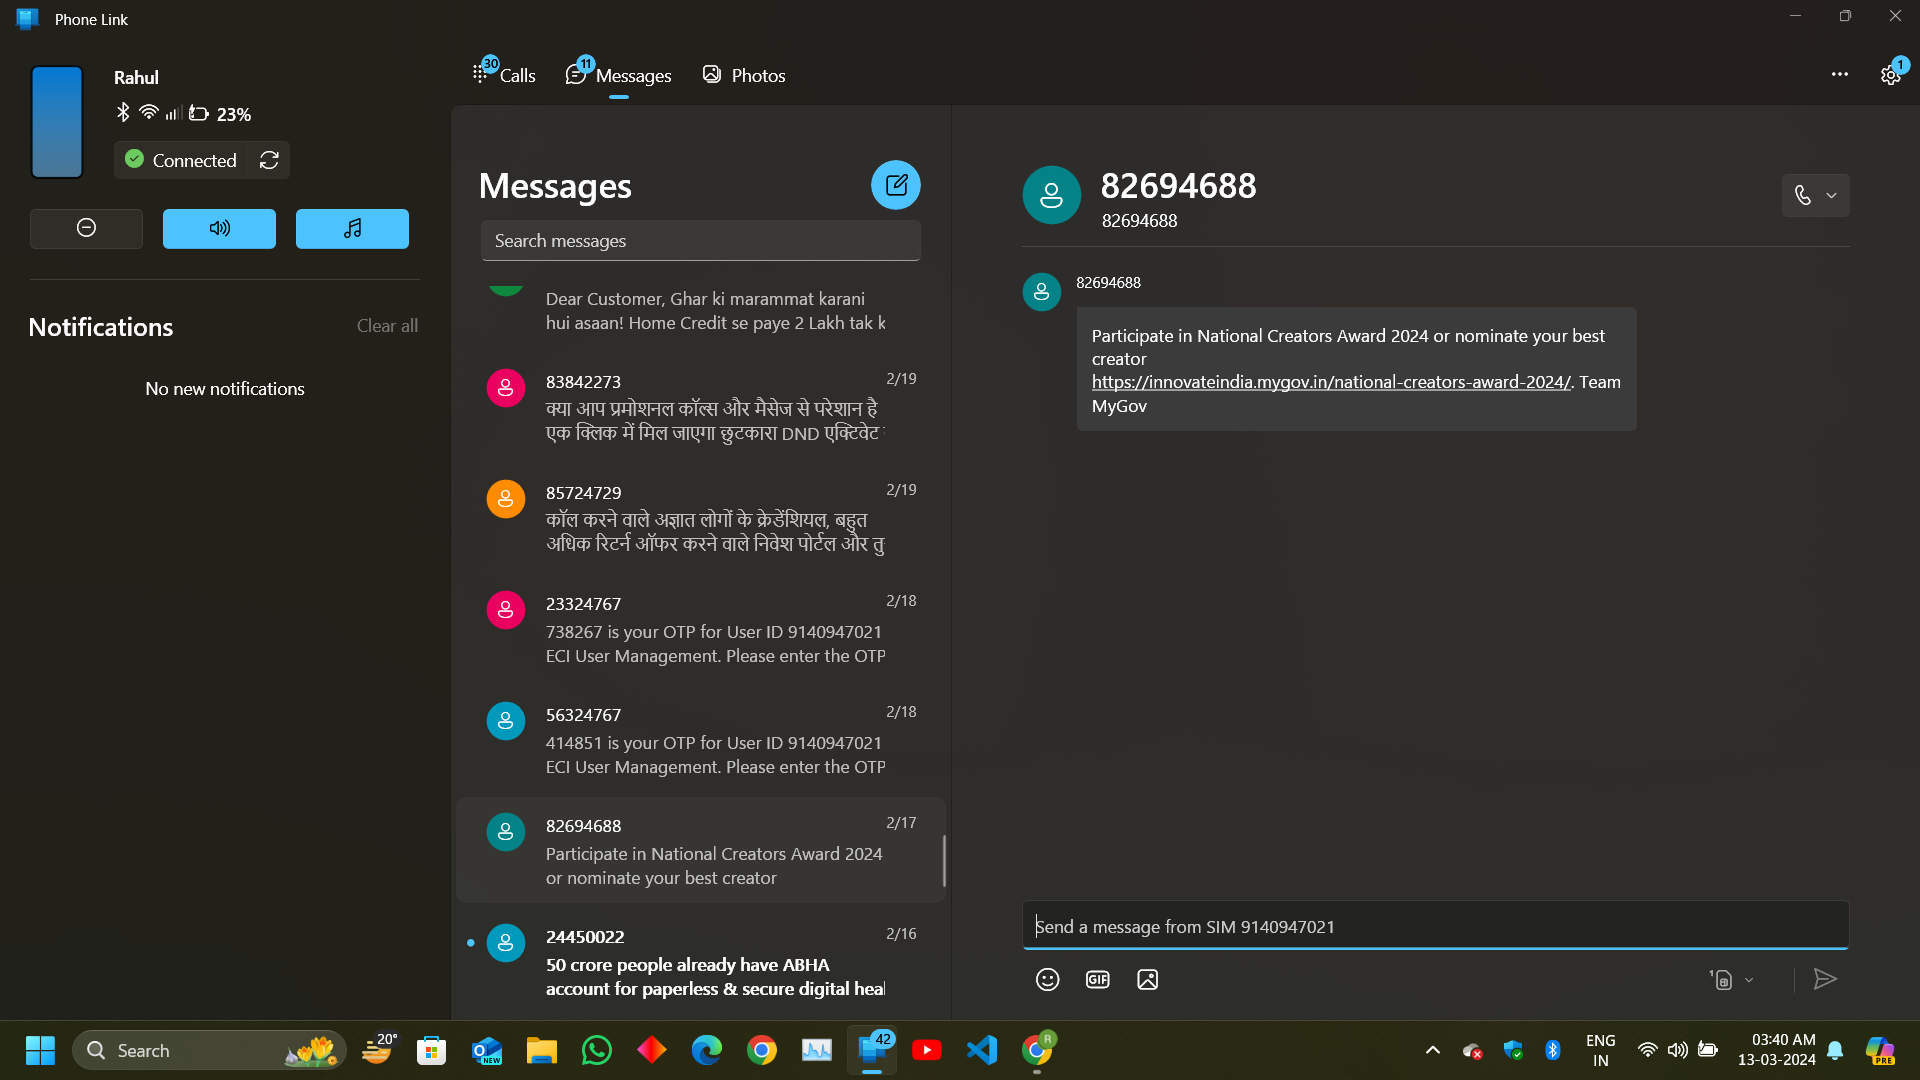 Phone Link
Rahul
23%
Connected
Notifications
Clear all
No new notifications
30
Calls
11
Messages
Photos
1
Messages
Search messages
Dear Customer, Ghar ki marammat karani
hui asaan! Home Credit se paye 2 Lakh tak k
83842273
2/19
क्या आप प्रमोशनल कॉल्स और मैसेज से परेशान है
एक क्लिक में मिल जाएगा छुटकारा DND एक्टिवेट
85724729
2/19
कॉल करने वाले अज्ञात लोगों के क्रेडेंशियल, बहुत
अधिक रिटर्न ऑफर करने वाले निवेश पोर्टल और तु
23324767
2/18
738267 is your OTP for User ID 9140947021
ECI User Management. Please enter the OTP
56324767
2/18
414851 is your OTP for User ID 9140947021
ECI User Management. Please enter the OTP
82694688
2/17
Participate in National Creators Award 2024
or nominate your best creator
24450022
2/16
50 crore people already have ABHA
account for paperless & secure digital heal
82694688
82694688
82694688
Participate in National Creators Award 2024 or nominate your best
creator
https://innovateindia.mygov.in/national-creators-award-2024/. Team
MyGov
Send a message from SIM 9140947021
GIF
1
Search
20°
NEW
42
R
ENG
IN
03:40 AM
13-03-2024
PRE